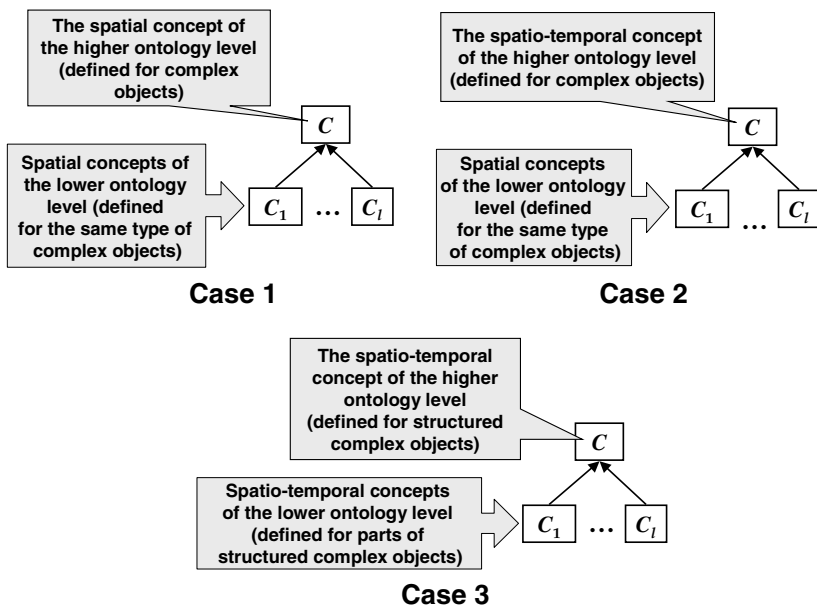 The spatial concept of
the higher ontology level
(defined for complex
objects)
C
Spatial concepts of
the lower ontology
level (defined
for the same type of
complex objects)
C1 ... Cl
Case 1
The spatio-temporal concept
of the higher ontology level
(defined for complex objects)
C
Spatial concepts
of the lower ontology
level (defined
for the same type
of complex objects)
C1 ... Cl
Case 2
The spatio-temporal
concept of the higher
ontology level
(defined for structured
complex objects)
C
Spatio-temporal concepts
of the lower ontology level
(defined for parts of
structured complex objects)
C1 ... Cl
Case 3